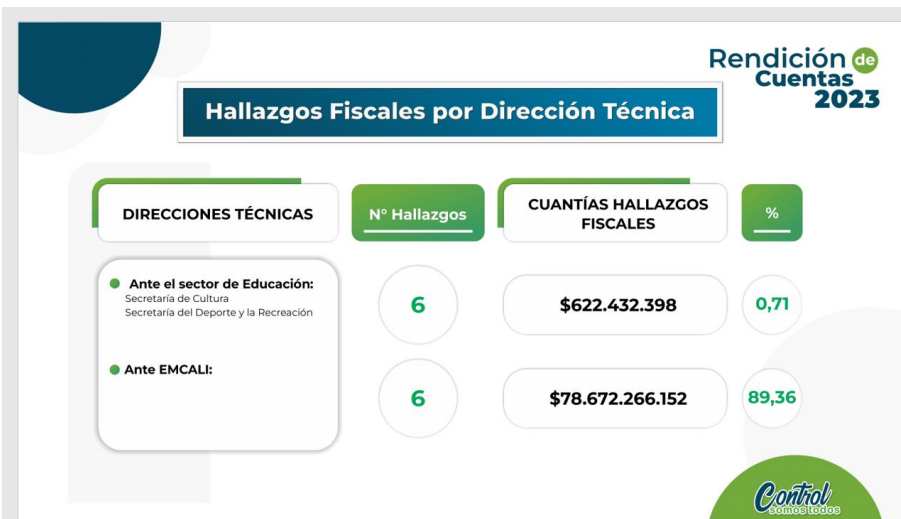 Rendición de
Cuentas
2023
Hallazgos Fiscales por Dirección Técnica
DIRECCIONES TÉCNICAS
N° Hallazgos
CUANTÍAS HALLAZGOS
FISCALES
%
Ante el sector de Educación:
Secretaría de Cultura
Secretaría del Deporte y la Recreación
6
$622.432.398
0,71
Ante EMCALI:
6
$78.672.266.152
89,36
Control
somos todos